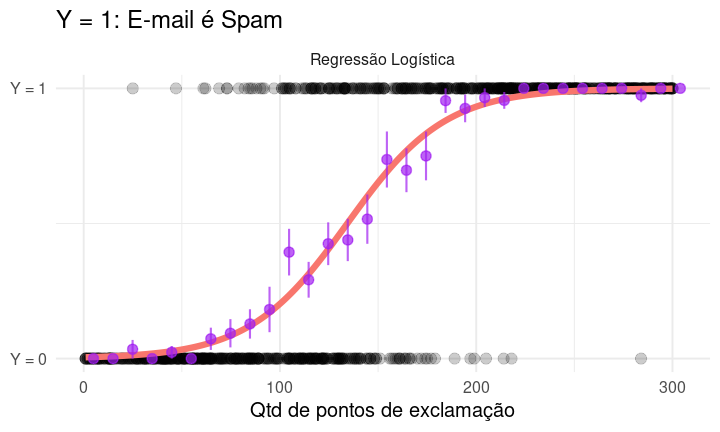 Y = 1: E-mail é Spam
Regressão Logística
Y = 1
Y = 0
0
100
200
300
Qtd de pontos de exclamação